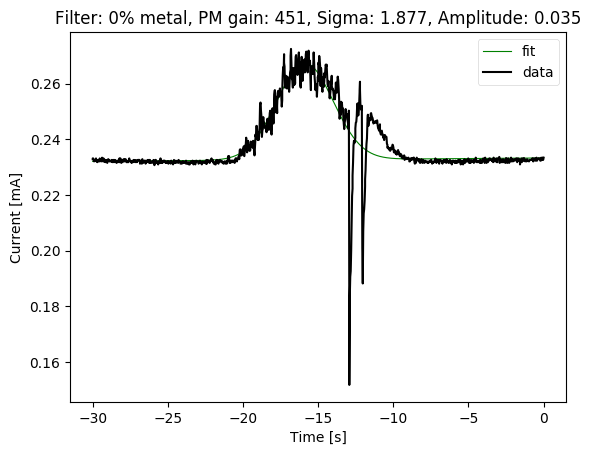 Filter: 0% metal, PM gain: 451, Sigma: 1.877, Amplitude: 0.035
fit
data
0.26
0.24
0.22
0.20
0.18
0.16
Current [mA]
−30
−25
−20
−15
−10
−5
0
Time [s]